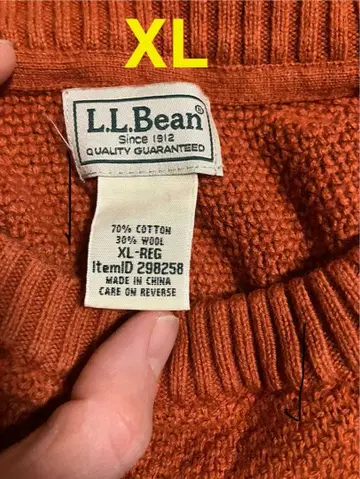 XL
L.L.Bean®
Since 1912
QUALITY GUARANTEED
70% COTTON
30% WOOL
XL-REG
ItemID 298258
MADE IN CHINA
CARE ON REVERSE